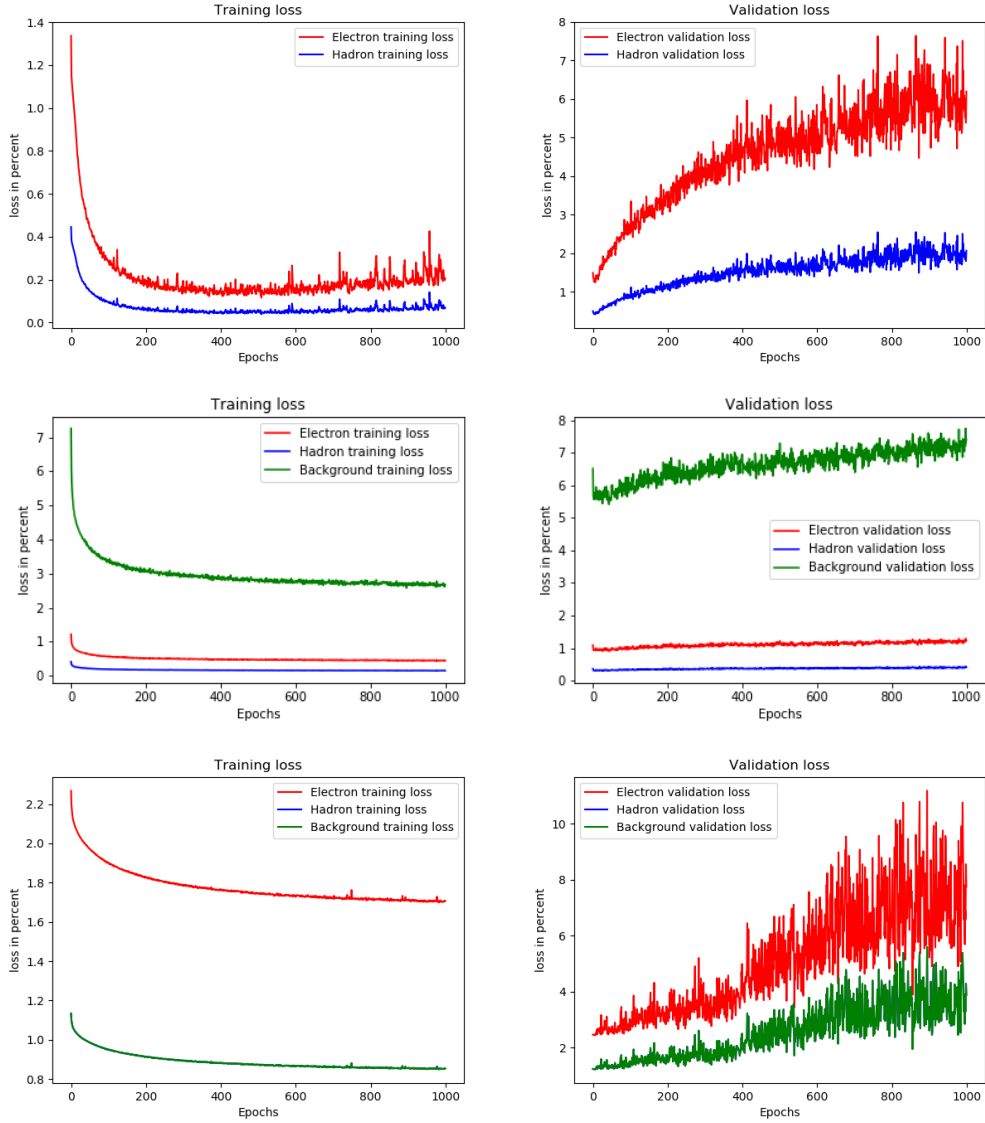 Training loss
Electron training loss
Hadron training loss
loss in percent
1.4
1.2
1.0
0.8
0.6
0.4
0.2
0.0
0 200 400 600 800 1000
Epochs
Validation loss
Electron validation loss
Hadron validation loss
loss in percent
8
7
6
5
4
3
2
1
0 200 400 600 800 1000
Epochs
Training loss
Electron training loss
Hadron training loss
Background training loss
loss in percent
7
6
5
4
3
2
1
0
0 200 400 600 800 1000
Epochs
Validation loss
Electron validation loss
Hadron validation loss
Background validation loss
loss in percent
8
7
6
5
4
3
2
1
0
0 200 400 600 800 1000
Epochs
Training loss
Electron training loss
Hadron training loss
Background training loss
loss in percent
2.2
2.0
1.8
1.6
1.4
1.2
1.0
0.8
0 200 400 600 800 1000
Epochs
Validation loss
Electron validation loss
Hadron validation loss
Background validation loss
loss in percent
10
8
6
4
2
0 200 400 600 800 1000
Epochs